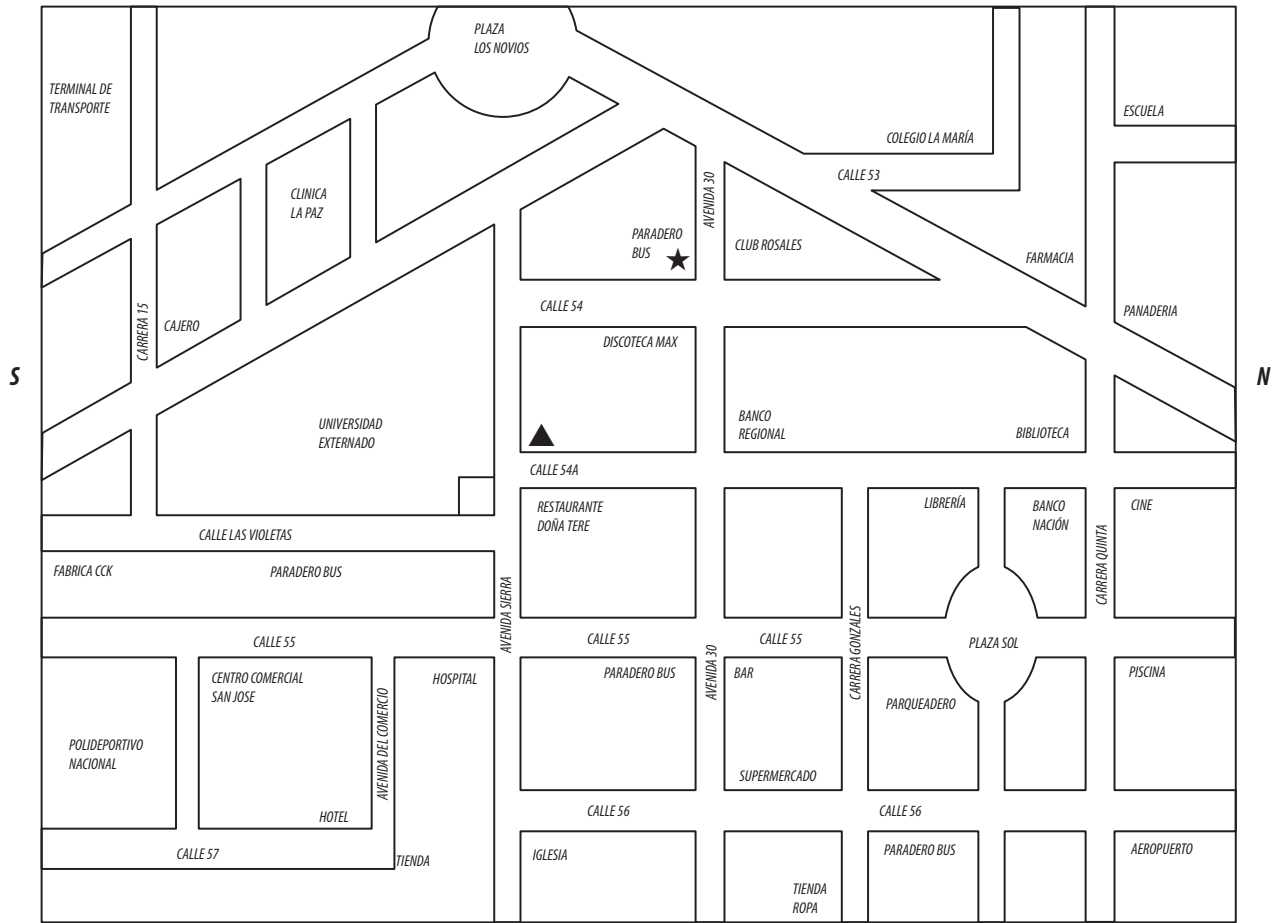 PLAZA
LOS NOVIOS
TERMINAL DE
TRANSPORTE
ESCUELA
COLEGIO LA MARÍA
CALLE 53
CLINICA
LA PAZ
AVENIDA 30
PARADERO
BUS
CLUB ROSALES
FARMACIA
CALLE 54
PANADERIA
CARRERA 15
CAJERO
DISCOTECA MAX
S
N
UNIVERSIDAD
EXTERNADO
BANCO
REGIONAL
BIBLIOTECA
CALLE 54A
RESTAURANTE
DOÑA TERE
LIBRERÍA
BANCO
NACIÓN
CINE
CALLE LAS VIOLETAS
FABRICA CCK
PARADERO BUS
AVENIDA SIERRA
CARRERA QUINTA
CALLE 55
CALLE 55
CALLE 55
CARRERA GONZALES
PLAZA SOL
CENTRO COMERCIAL
SAN JOSE
HOSPITAL
PARADERO BUS
AVENIDA 30
BAR
PISCINA
PARQUEADERO
POLIDEPORTIVO
NACIONAL
AVENIDA DEL COMERCIO
SUPERMERCADO
HOTEL
CALLE 56
CALLE 56
CALLE 57
TIENDA
IGLESIA
PARADERO BUS
AEROPUERTO
TIENDA
ROPA